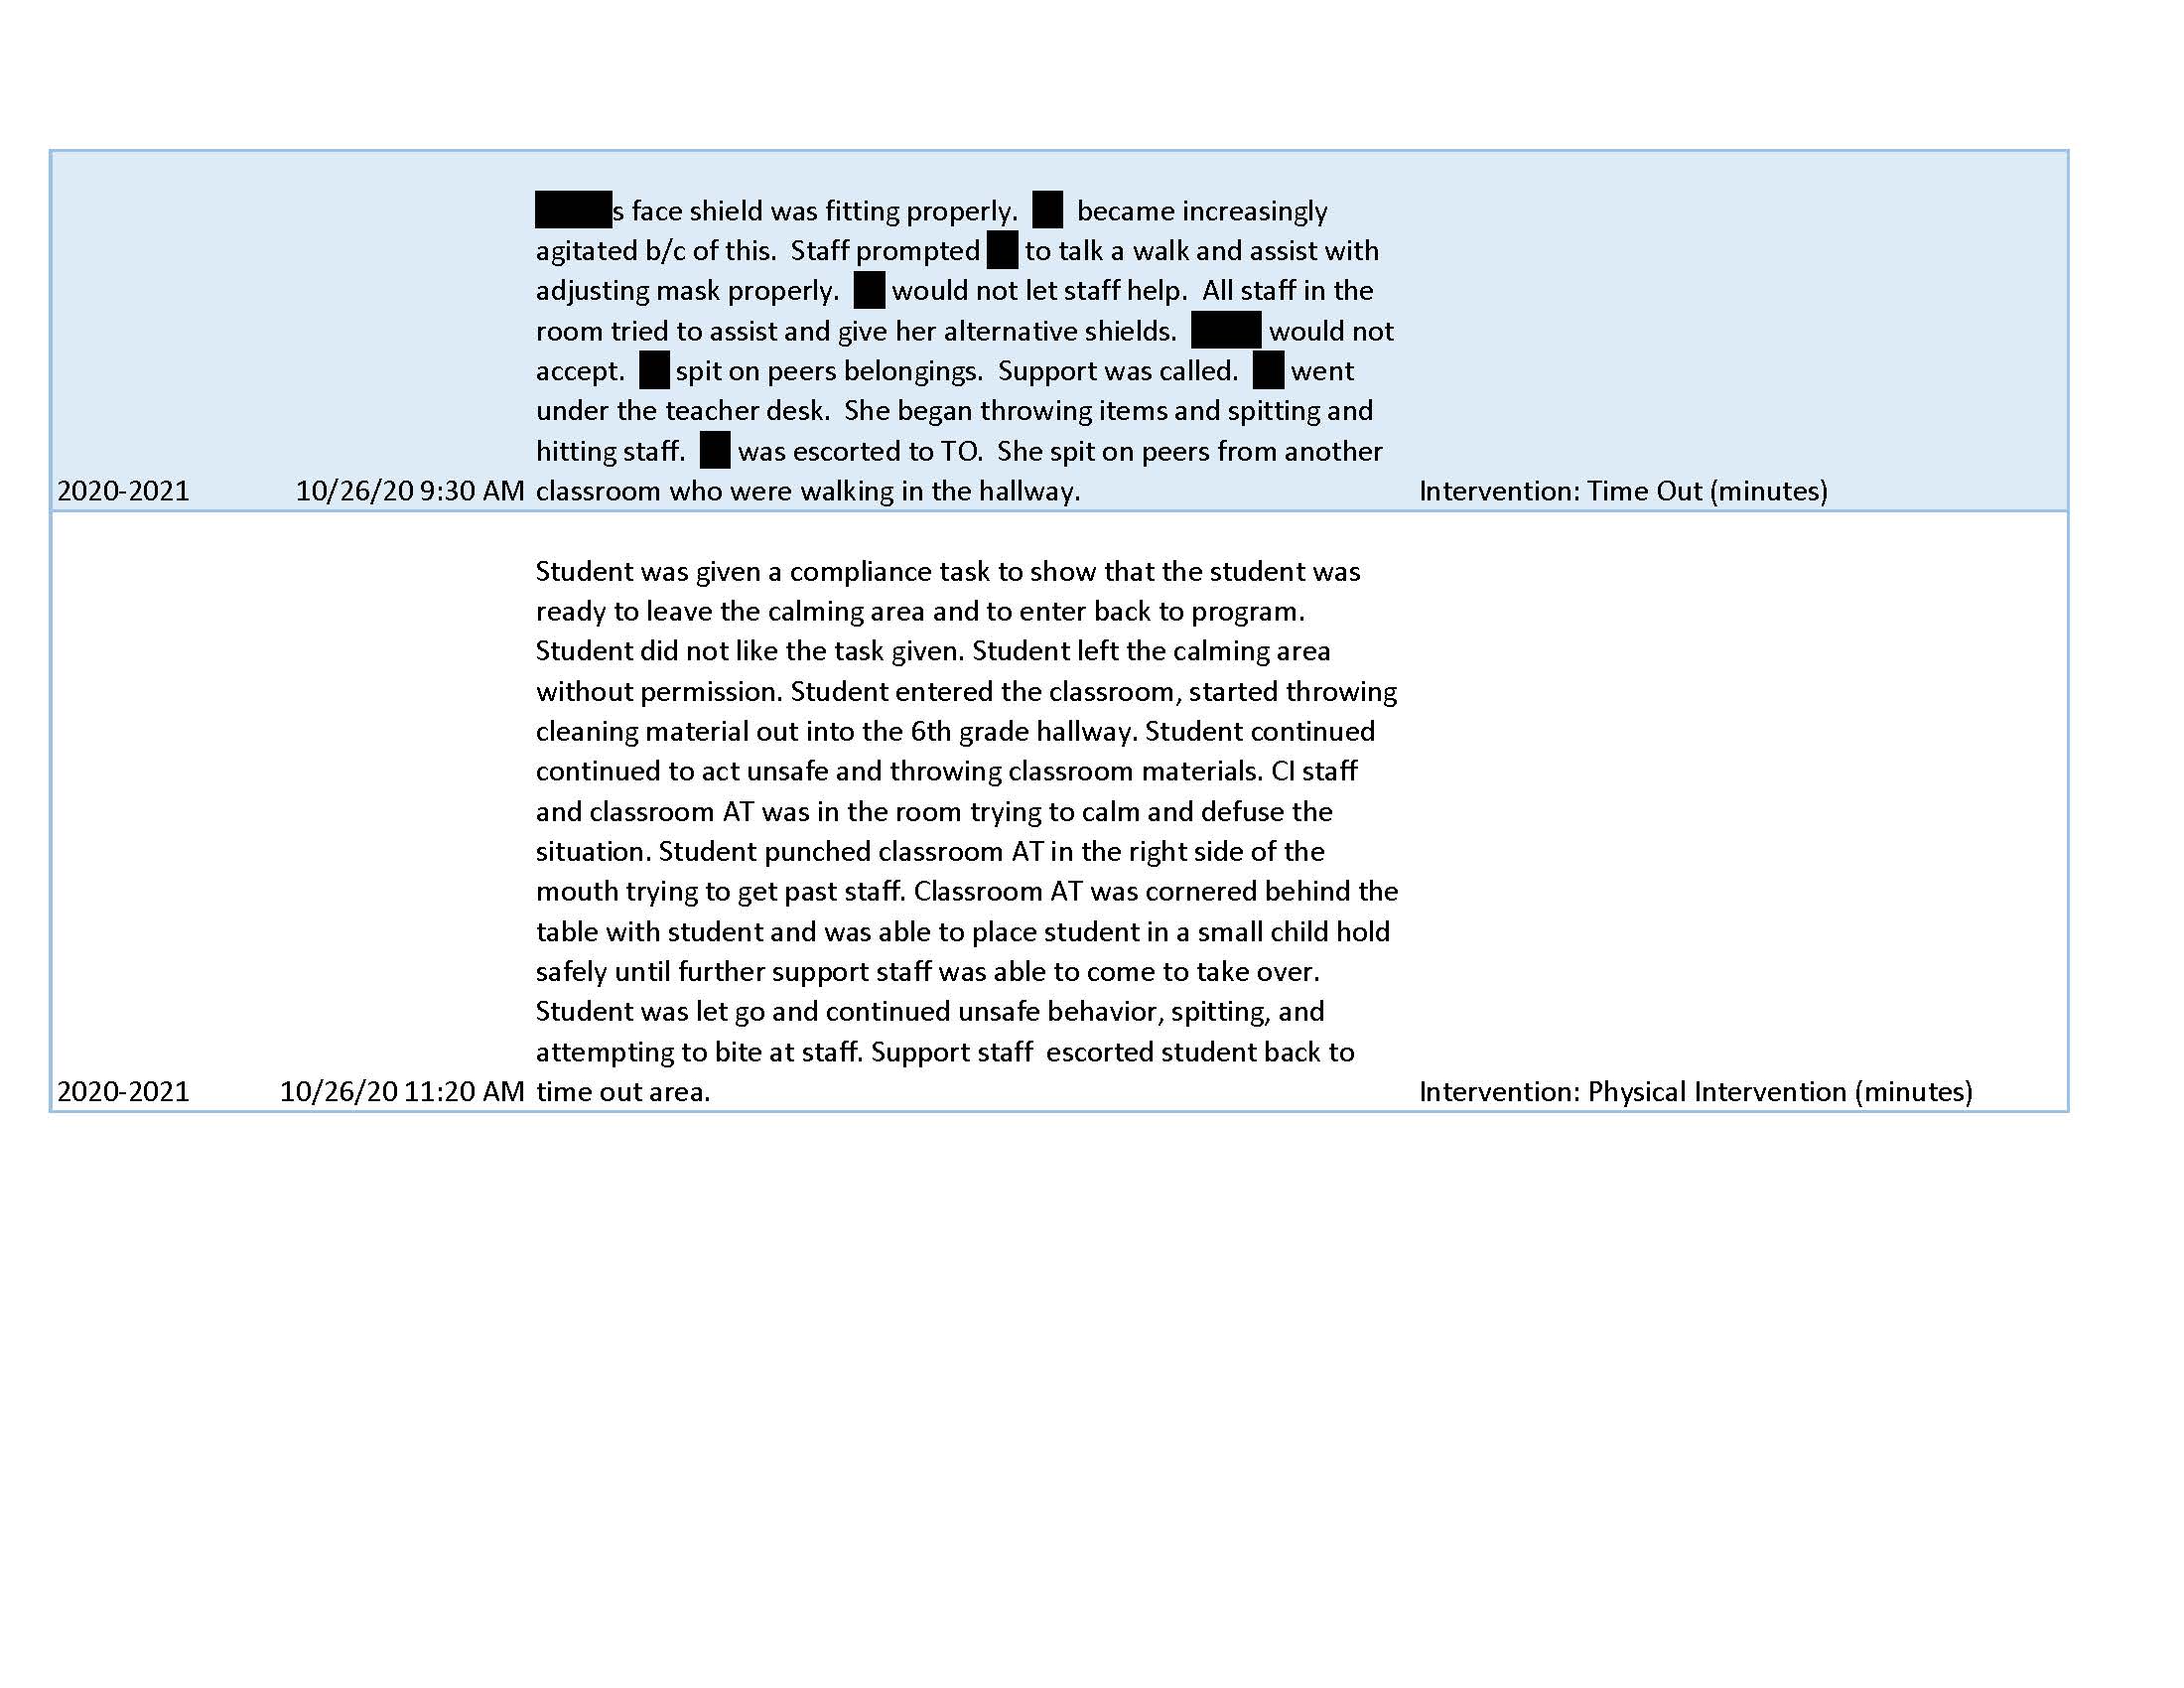 s face shield was fitting properly. became increasingly
agitated b/c of this. Staff prompted to talk a walk and assist with
adjusting mask properly. would not let staff help. All staff in the
room tried to assist and give her alternative shields. would not
accept. spit on peers belongings. Support was called. went
under the teacher desk. She began throwing items and spitting and
hitting staff. was escorted to TO. She spit on peers from another
2020-2021 10/26/20 9:30 AM classroom who were walking in the hallway. Intervention: Time Out (minutes)
Student was given a compliance task to show that the student was
ready to leave the calming area and to enter back to program.
Student did not like the task given. Student left the calming area
without permission. Student entered the classroom, started throwing
cleaning material out into the 6th grade hallway. Student continued
continued to act unsafe and throwing classroom materials. CI staff
and classroom AT was in the room trying to calm and defuse the
situation. Student punched classroom AT in the right side of the
mouth trying to get past staff. Classroom AT was cornered behind the
table with student and was able to place student in a small child hold
safely until further support staff was able to come to take over.
Student was let go and continued unsafe behavior, spitting, and
attempting to bite at staff. Support staff escorted student back to
2020-2021 10/26/20 11:20 AM time out area. Intervention: Physical Intervention (minutes)